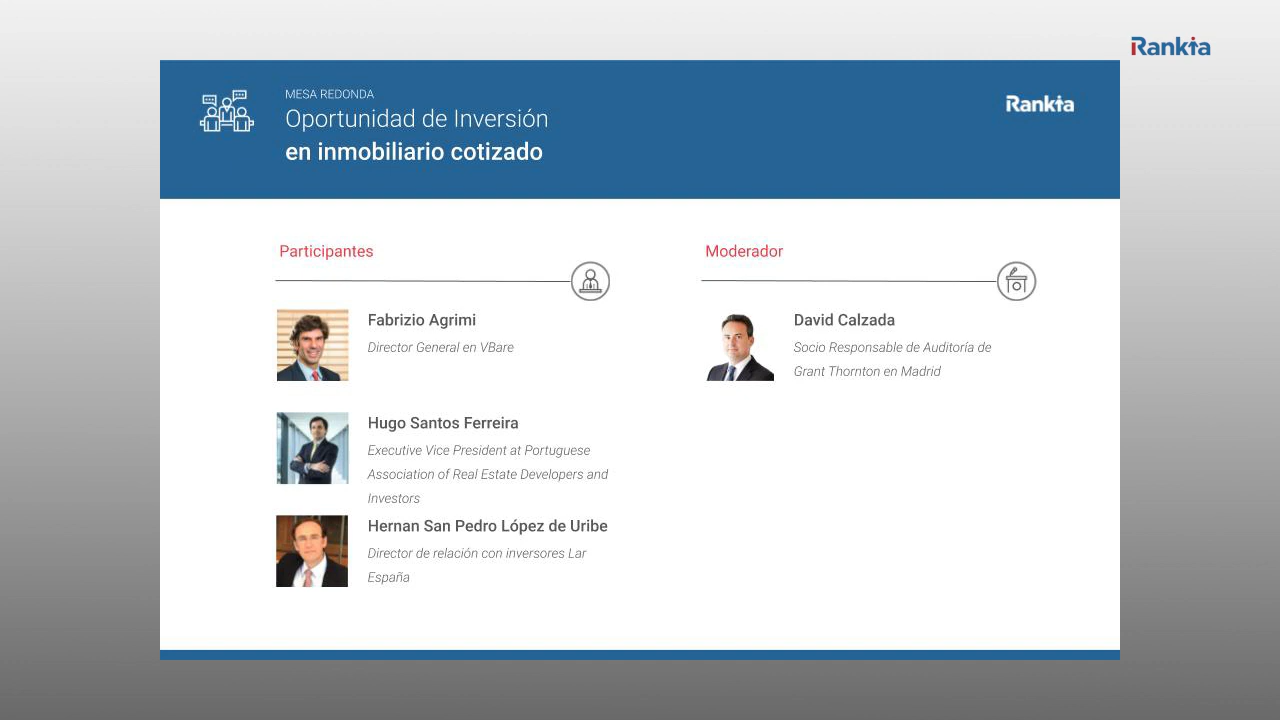 Rankia
MESA REDONDA
Oportunidad de Inversión
en inmobiliario cotizado
Rankia
Participantes
Fabrizio Agrimi
Director General en VBare
Hugo Santos Ferreira
Executive Vice President at Portuguese
Association of Real Estate Developers and
Investors
Hernan San Pedro López de Uribe
Director de relación con inversores Lar
España
Moderador
David Calzada
Socio Responsable de Auditoría de
Grant Thornton en Madrid